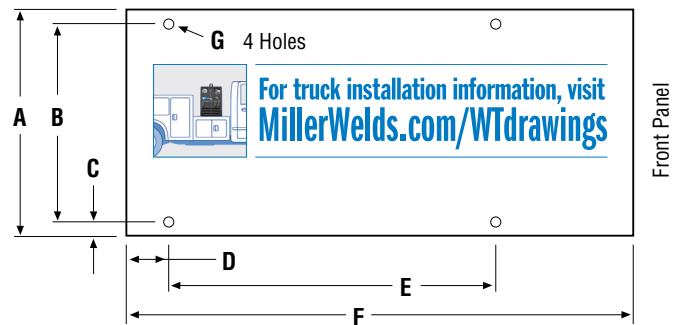 G 4 Holes
A
B
For truck installation information, visit
MillerWelds.com/WTdrawings
Front Panel
C
D
E
F